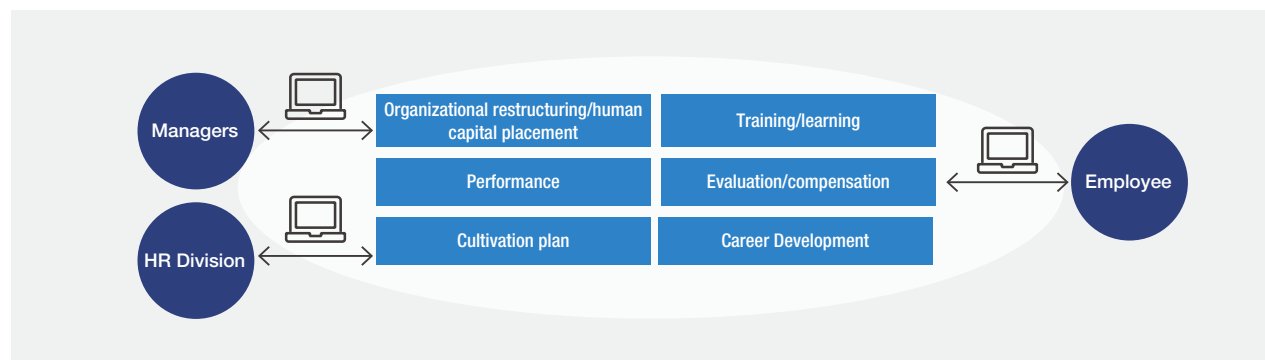 Managers
HR Division
Organizational restructuring/human
capital placement
Training/learning
Performance
Evaluation/compensation
Cultivation plan
Career Development
Employee